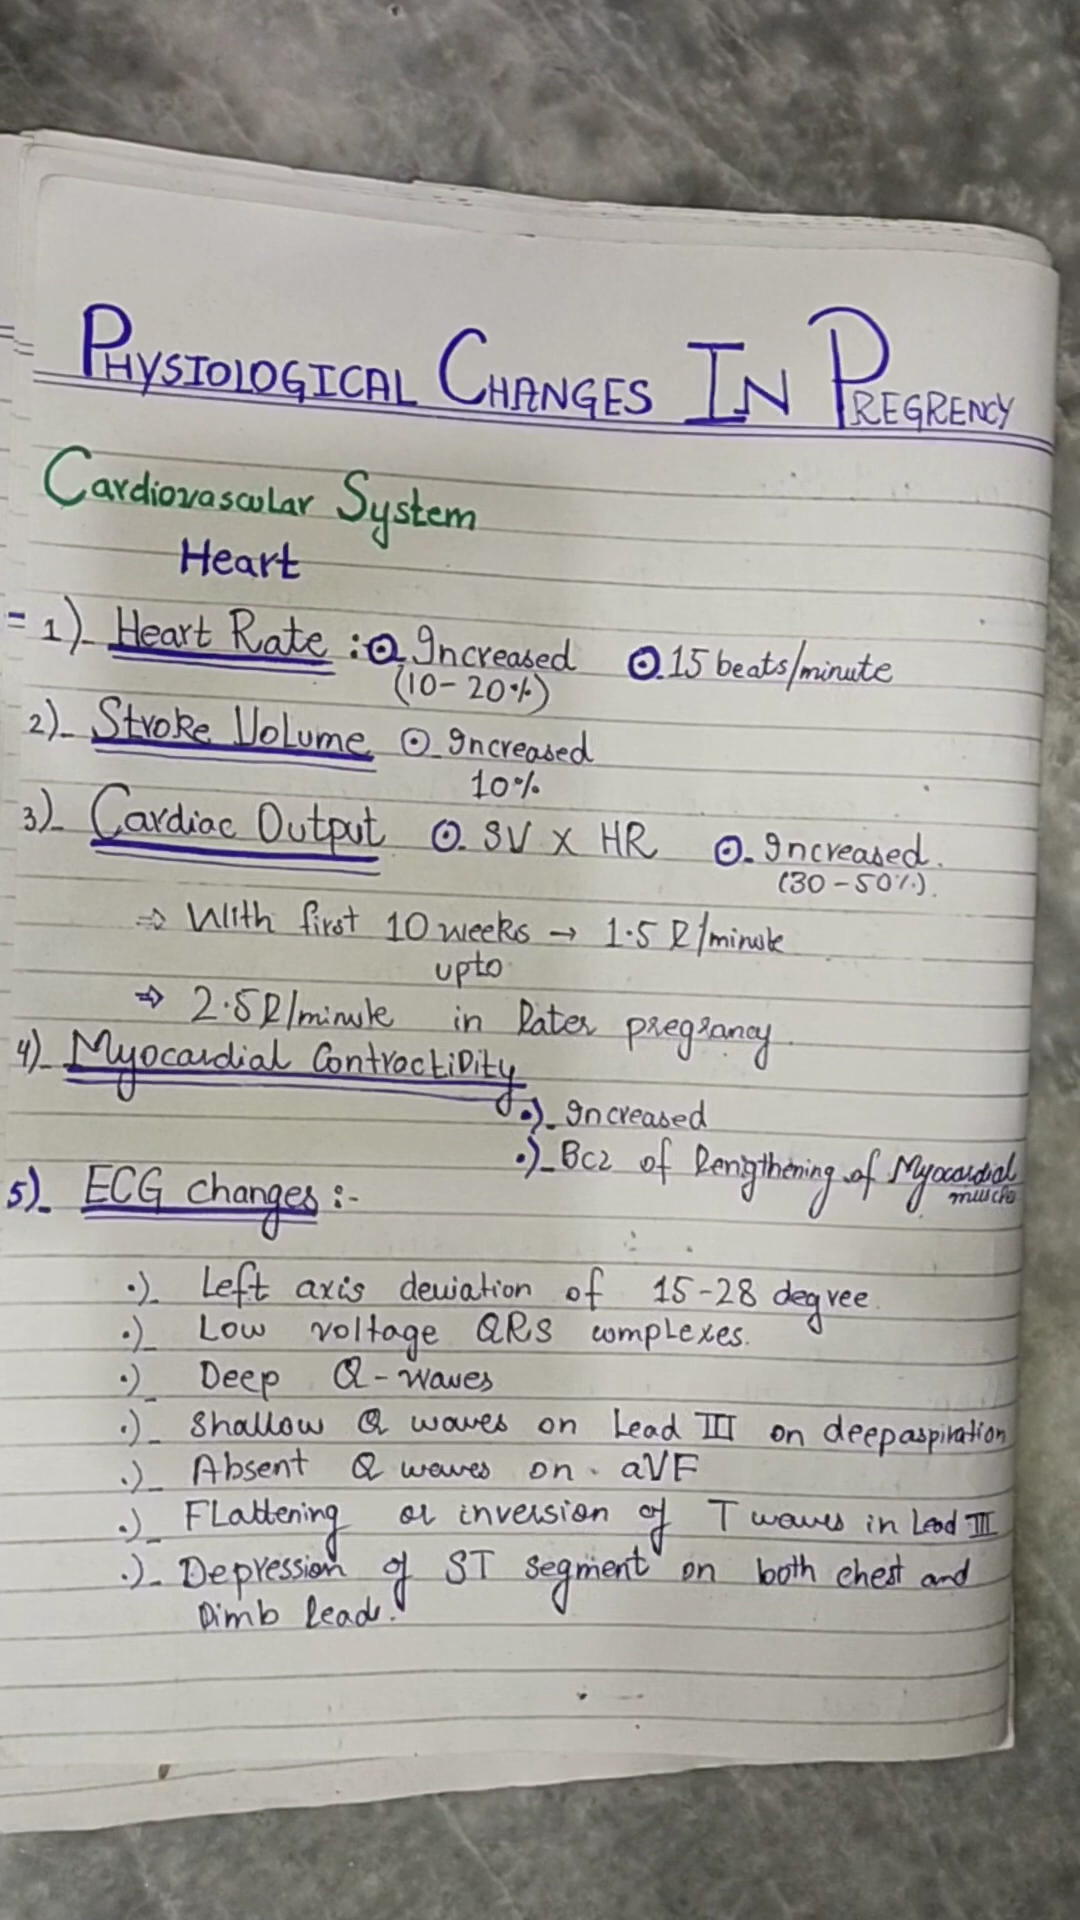 PHYSIOLOGICAL CHANGES IN PREGRENCY
Cardiovascular System
Heart
= 1)_ Heart Rate : ⊙ Increased ⊙ 15 beats/minute
(10-20%)
2)_ Stroke Volume ⊙_ Increased
10%
3)_ Cardiac Output ⊙. SV X HR ⊙. Increased.
(30-50%).
⇒ With first 10 weeks → 1.5 l/minute
upto
⇒ 2.5 l/minute in later pregnancy.
4)_ Myocardial Contractility
•)_ Increased
•)_ Bcz of lengthening of Myocardial
muscle
5)_ ECG changes :-
•)_ Left axis deviation of 15-28 degree.
•)_ Low voltage QRS complexes.
•)_ Deep Q-waves
•)_ Shallow Q waves on Lead III on deepaspiration
•)_ Absent Q waves on aVF
•)_ Flattening or inversion of T waves in Lead III
•)_ Depression of ST segment on both chest and
limb leads.